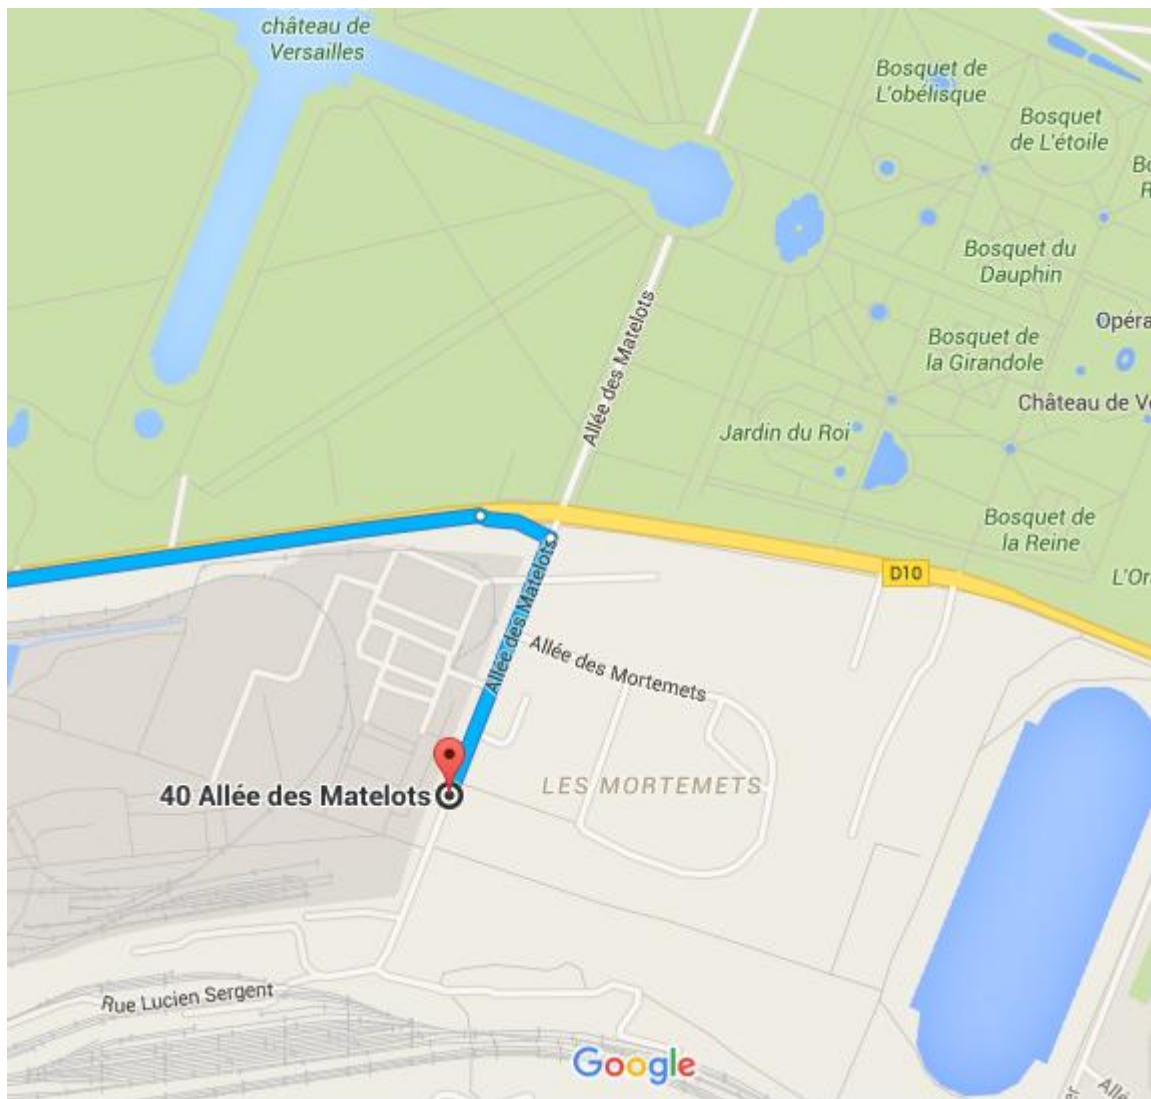 château de
Versailles
Bosquet de
L'obélisque
Bosquet
de L'étoile
Bosquet du
Dauphin
Opéra
Bosquet de
la Girandole
Château de
Allée des Matelots
Jardin du Roi
Bosquet de
la Reine
D10
Allée des Matelots
Allée des Mortemets
LES MORTEMETS
40 Allée des Matelots
Rue Lucien Sergent
Google